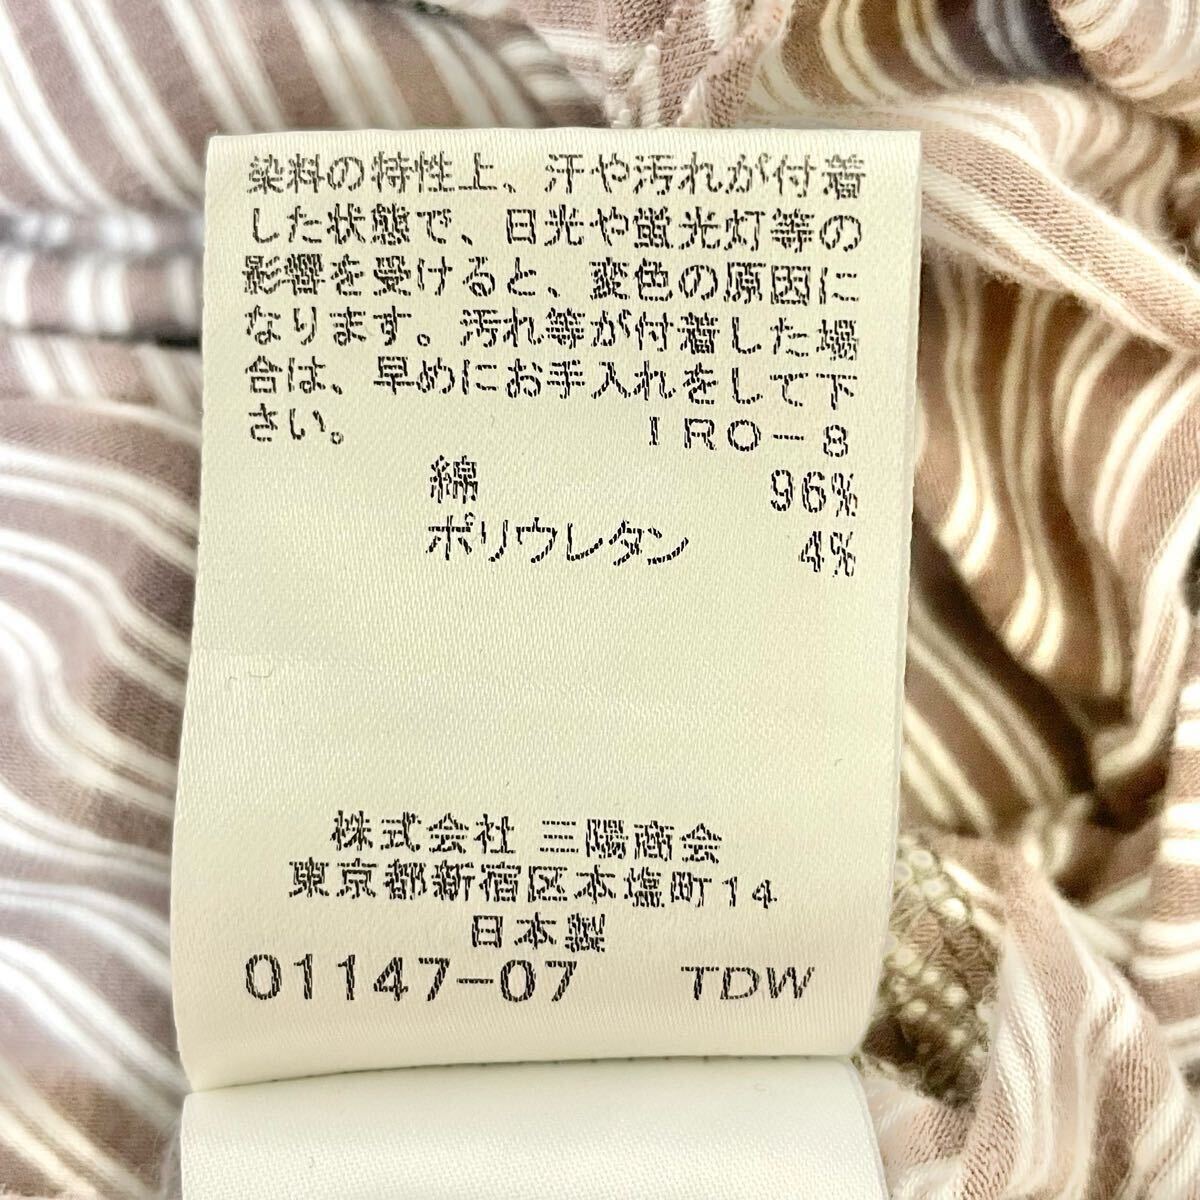 染料の特性上、汗や汚れが付着
した状態で、日光や蛍光灯等の
影響を受けると、変色の原因に
なります。汚れ等が付着した場
合は、早めにお手入れをして下
さい。 IRO-8
綿 96%
ポリウレタン 4%
株式会社 三陽商会
東京都新宿区本塩町14
日本製
01147-07 TDW